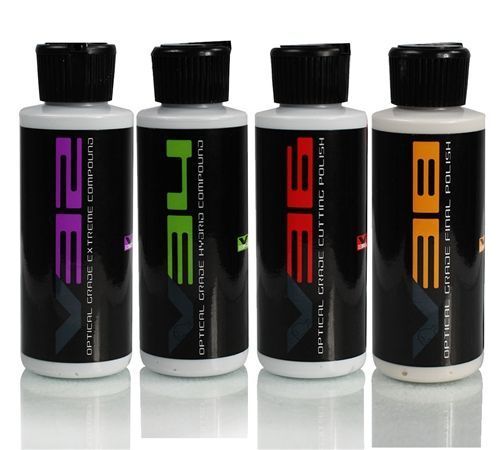 V32
OPTICAL GRADE EXTREME COMPOUND
V34
OPTICAL GRADE HYBRID COMPOUND
V36
OPTICAL GRADE CUTTING POLISH
V38
OPTICAL GRADE FINAL POLISH